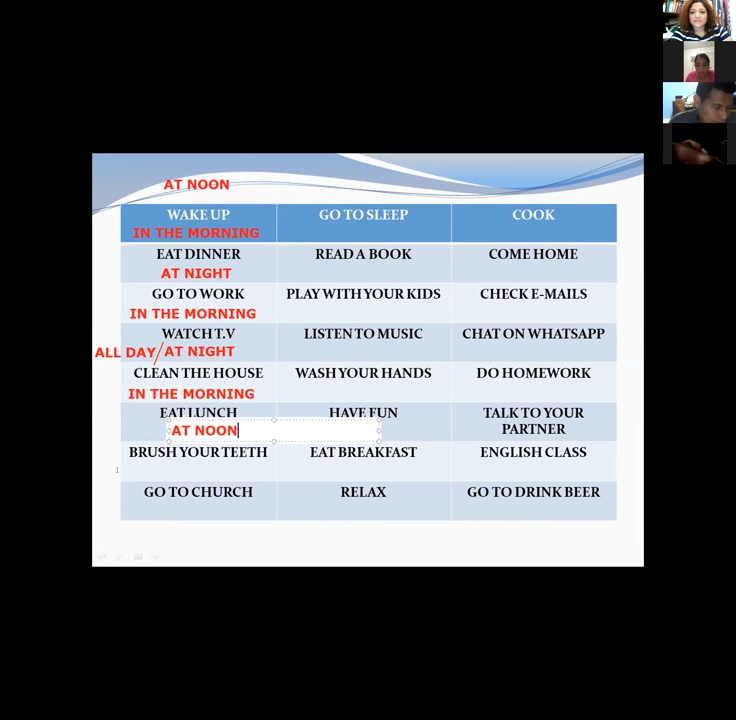 AT NOON
WAKE UP GO TO SLEEP COOK
IN THE MORNING
EAT DINNER READ A BOOK COME HOME
AT NIGHT
GO TO WORK PLAY WITH YOUR KIDS CHECK E-MAILS
IN THE MORNING
WATCH T.V LISTEN TO MUSIC CHAT ON WHATSAPP
ALL DAY/AT NIGHT
CLEAN THE HOUSE WASH YOUR HANDS DO HOMEWORK
IN THE MORNING
EAT LUNCH HAVE FUN TALK TO YOUR
PARTNER
AT NOON
BRUSH YOUR TEETH EAT BREAKFAST ENGLISH CLASS
GO TO CHURCH RELAX GO TO DRINK BEER